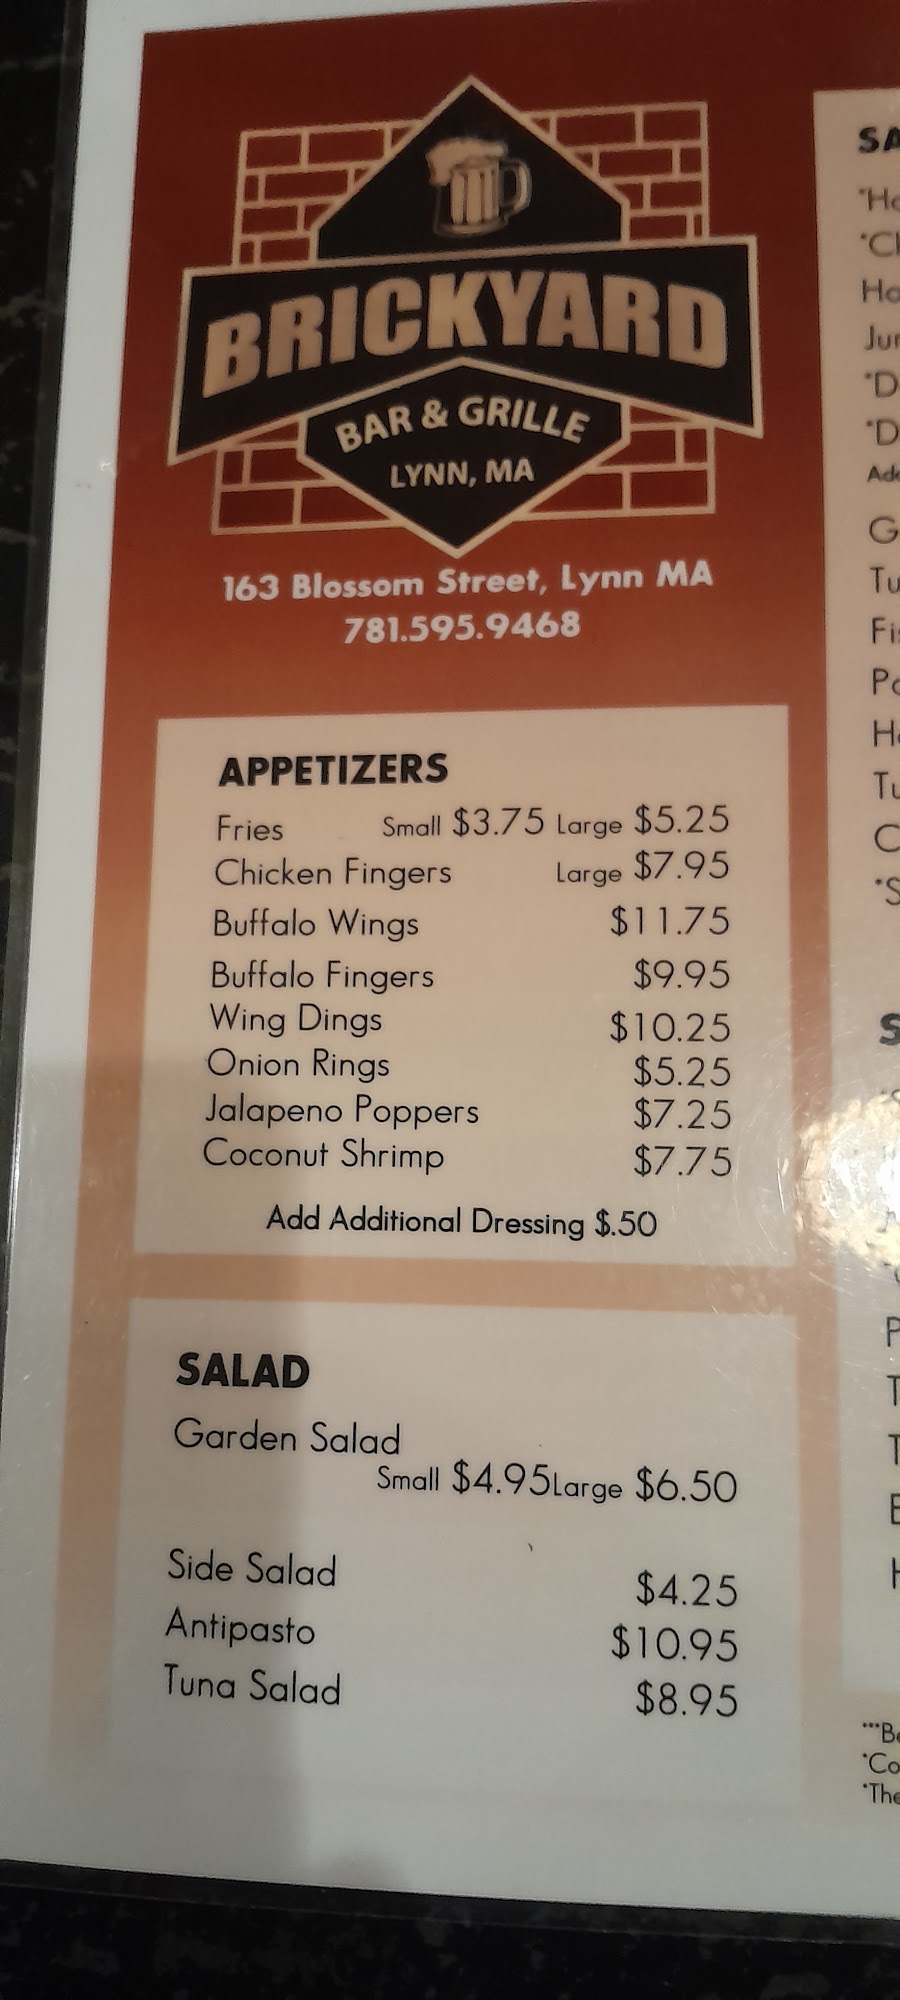 BRICKYARD
BAR & GRILLE
LYNN, MA
163 Blossom Street, Lynn MA
781.595.9468
APPETIZERS
Fries Small $3.75 Large $5.25
Chicken Fingers Large $7.95
Buffalo Wings $11.75
Buffalo Fingers $9.95
Wing Dings $10.25
Onion Rings $5.25
Jalapeno Poppers $7.25
Coconut Shrimp $7.75
Add Additional Dressing $.50
SALAD
Garden Salad
Small $4.95 Large $6.50
Side Salad $4.25
Antipasto $10.95
Tuna Salad $8.95